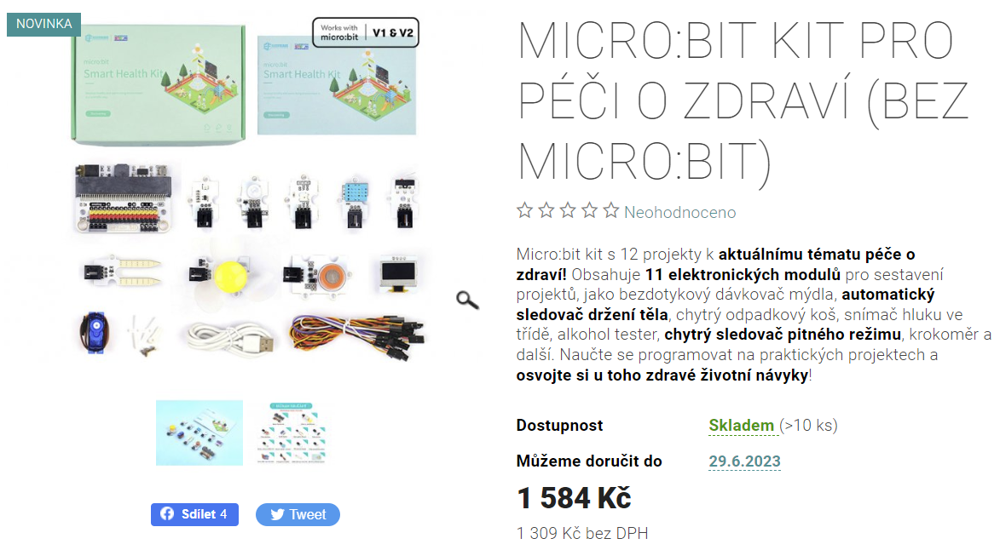 NOVINKA
Works with
micro:bit
V1 & V2
micro:bit
Smart Health Kit
micro:bit
Smart Health Kit
MICRO:BIT KIT PRO
PÉČI O ZDRAVÍ (BEZ
MICRO:BIT)
Neohodnoceno
Micro:bit kit s 12 projekty k aktuálnímu tématu péče o
zdraví! Obsahuje 11 elektronických modulů pro sestavení
projektů, jako bezdotykový dávkovač mýdla, automatický
sledovač držení těla, chytrý odpadkový koš, snímač hluku ve
třídě, alkohol tester, chytrý sledovač pitného režimu, krokoměr a
další. Naučte se programovat na praktických projektech a
osvojte si u toho zdravé životní návyky!
Dostupnost
Skladem (>10 ks)
Můžeme doručit do
29.6.2023
1 584 Kč
1 309 Kč bez DPH
Sdílet 4
Tweet